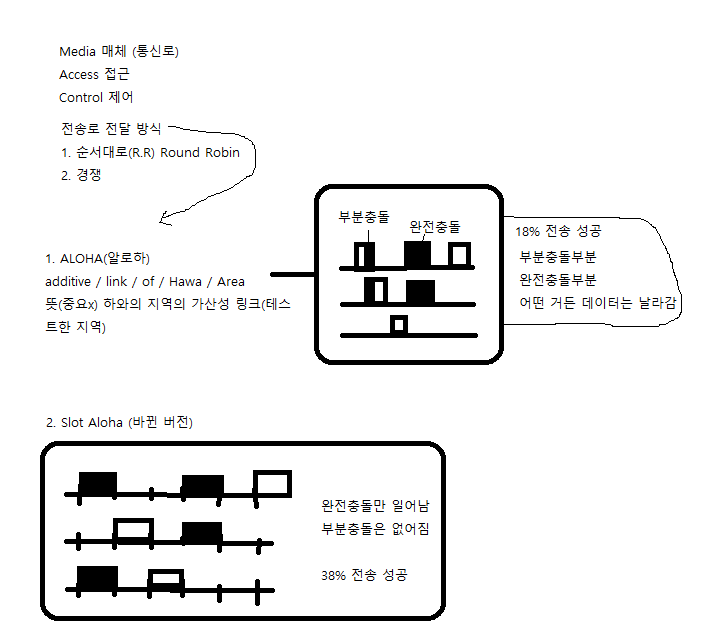 Media 매체 (통신로)
Access 접근
Control 제어
전송로 전달 방식
1. 순서대로(R.R) Round Robin
2. 경쟁
1. ALOHA(알로하)
additive / link / of / Hawa / Area
뜻(중요x) 하와의 지역의 가산성 링크(테스
트한 지역)
부분충돌
완전충돌
18% 전송 성공
부분충돌부분
완전충돌부분
어떤 거든 데이터는 날라감
2. Slot Aloha (바뀐 버전)
완전충돌만 일어남
부분충돌은 없어짐
38% 전송 성공